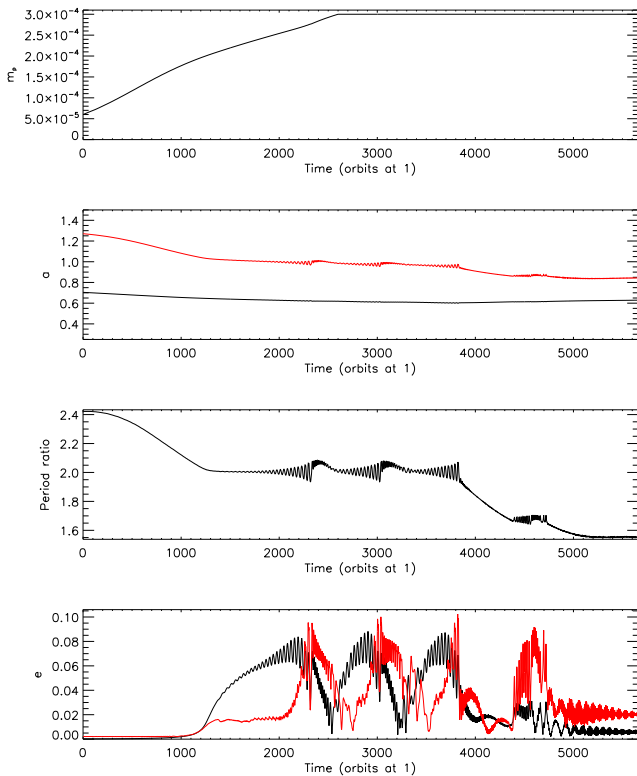 3.0×10⁻⁴
2.5×10⁻⁴
2.0×10⁻⁴
1.5×10⁻⁴
1.0×10⁻⁴
5.0×10⁻⁵
0
m_p
0 1000 2000 3000 4000 5000
Time (orbits at 1)
1.4
1.2
1.0
0.8
0.6
0.4
a
0 1000 2000 3000 4000 5000
Time (orbits at 1)
2.4
2.2
2.0
1.8
1.6
Period ratio
0 1000 2000 3000 4000 5000
Time (orbits at 1)
0.10
0.08
0.06
0.04
0.02
0.00
e
0 1000 2000 3000 4000 5000
Time (orbits at 1)